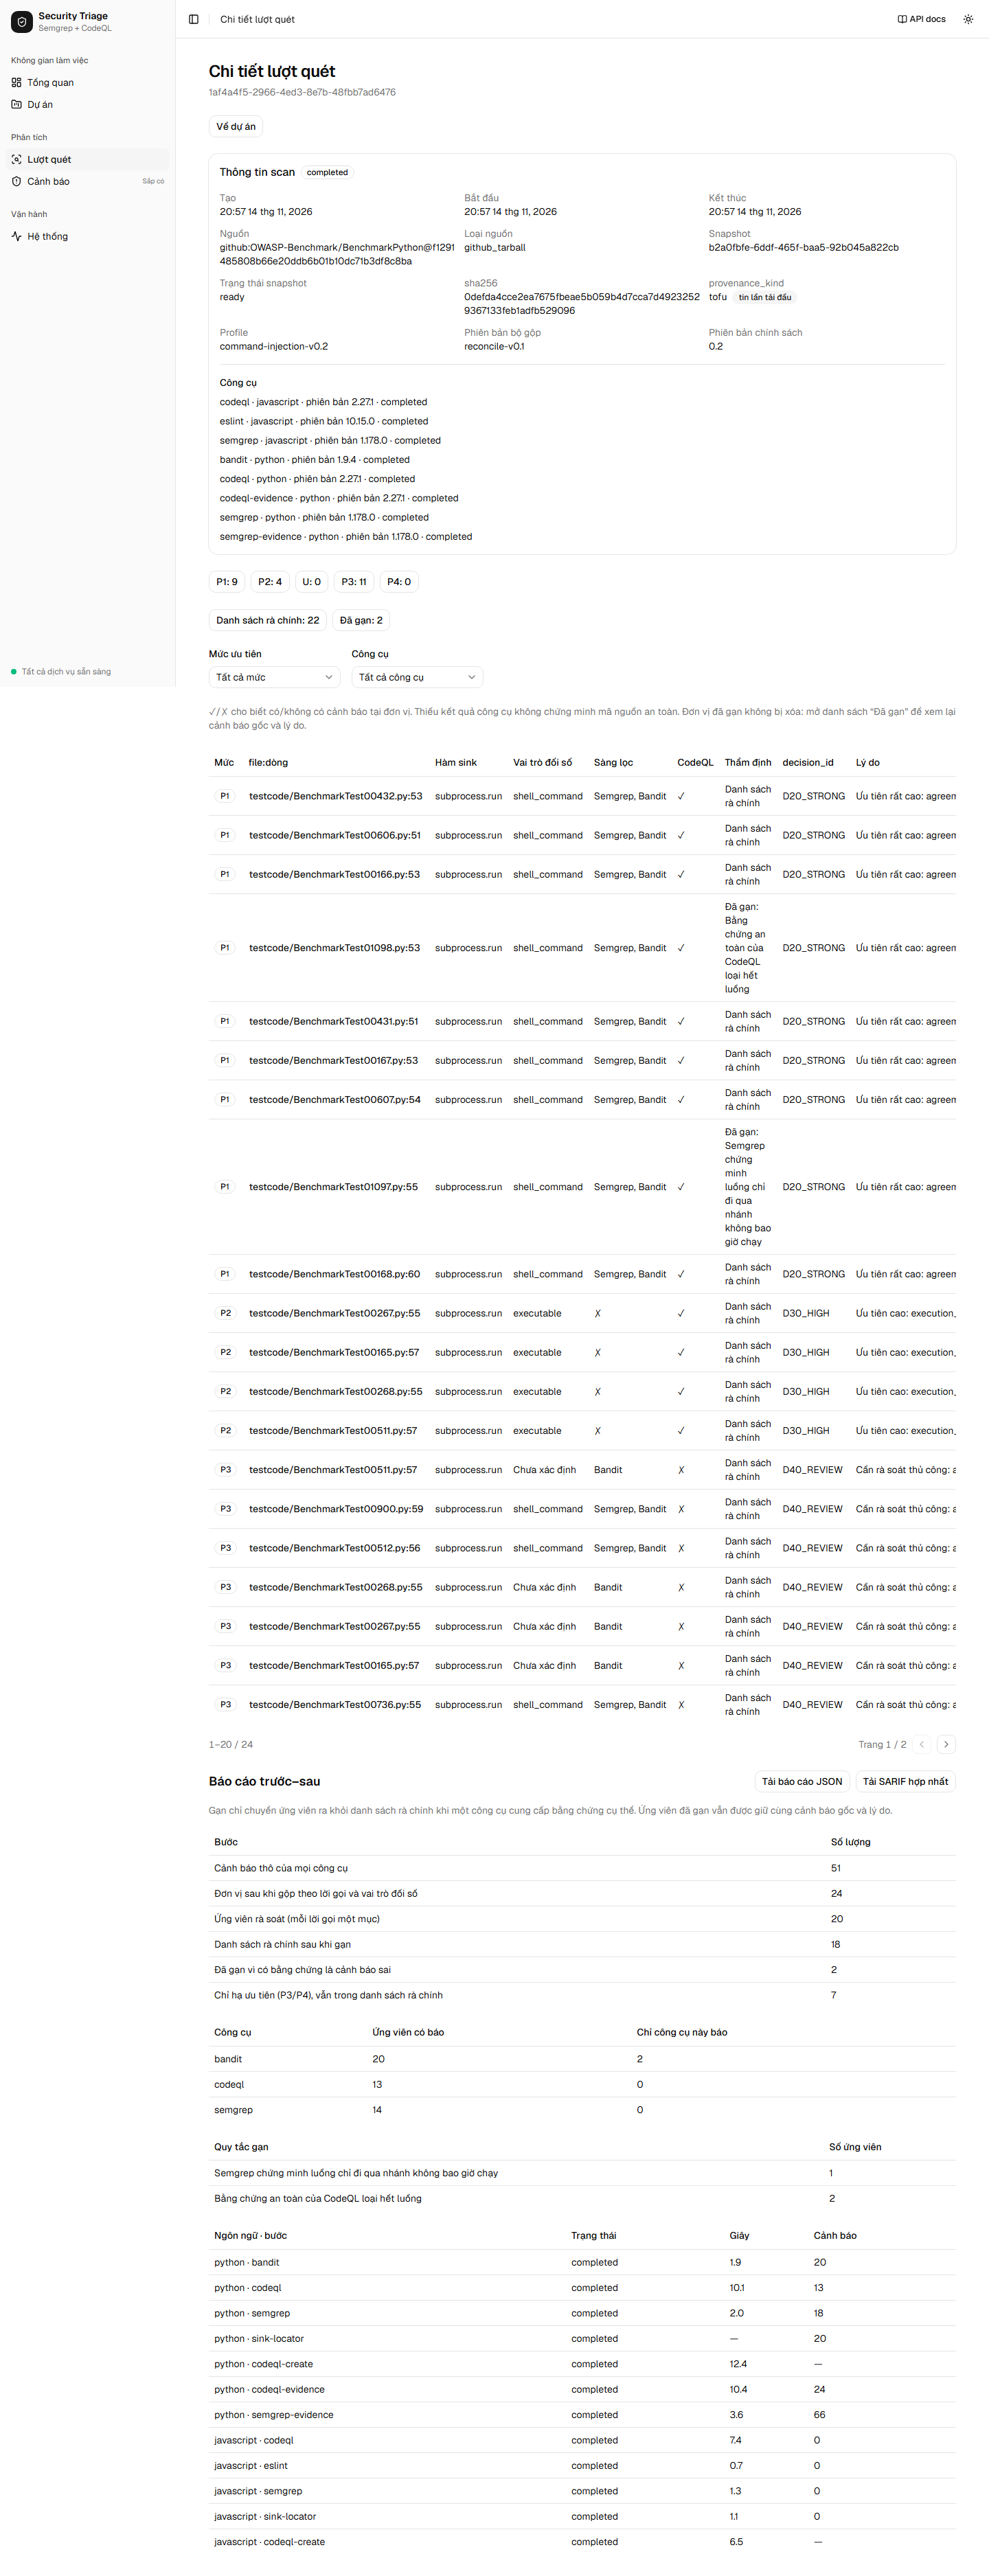 Security Triage
Semgrep + CodeQL
Không gian làm việc
Tổng quan
Dự án
Phân tích
Lượt quét
Cảnh báo Sắp có
Vận hành
Hệ thống
Tất cả dịch vụ sẵn sàng
Chi tiết lượt quét
API docs
Chi tiết lượt quét
1af4a4f5-2966-4ed3-8e7b-48fbb7ad6476
Về dự án
Thông tin scan completed
Tạo Bắt đầu Kết thúc
20:57 14 thg 11, 2026 20:57 14 thg 11, 2026 20:57 14 thg 11, 2026
Nguồn Loại nguồn Snapshot
github:OWASP-Benchmark/BenchmarkPython@f1291 github_tarball b2a0fbfe-6ddf-465f-baa5-92b045a822cb
485808b66e20ddb6b01b10dc71b3df8c8ba
Trạng thái snapshot sha256 provenance_kind
ready 0defda4cce2ea7675fbeae5b059b4d7cca7d4923252 tofu tin lần tải đầu
9367133feb1adfb529096
Profile Phiên bản bộ gộp Phiên bản chính sách
command-injection-v0.2 reconcile-v0.1 0.2
Công cụ
codeql · javascript · phiên bản 2.27.1 · completed
eslint · javascript · phiên bản 10.15.0 · completed
semgrep · javascript · phiên bản 1.178.0 · completed
bandit · python · phiên bản 1.9.4 · completed
codeql · python · phiên bản 2.27.1 · completed
codeql-evidence · python · phiên bản 2.27.1 · completed
semgrep · python · phiên bản 1.178.0 · completed
semgrep-evidence · python · phiên bản 1.178.0 · completed
P1: 9 P2: 4 U: 0 P3: 11 P4: 0
Danh sách rà chính: 22 Đã gạn: 2
Mức ưu tiên Công cụ
Tất cả mức Tất cả công cụ
✓/✗ cho biết có/không có cảnh báo tại đơn vị. Thiếu kết quả công cụ không chứng minh mã nguồn an toàn. Đơn vị đã gạn không bị xóa: mở danh sách "Đã gạn" để xem lại
cảnh báo gốc và lý do.
Mức file:dòng Hàm sink Vai trò đối số Sàng lọc CodeQL Thẩm định decision_id Lý do
P1 testcode/BenchmarkTest00432.py:53 subprocess.run shell_command Semgrep, Bandit ✓ Danh sách rà chính D20_STRONG Ưu tiên rất cao: agreem
P1 testcode/BenchmarkTest00606.py:51 subprocess.run shell_command Semgrep, Bandit ✓ Danh sách rà chính D20_STRONG Ưu tiên rất cao: agreem
P1 testcode/BenchmarkTest00166.py:53 subprocess.run shell_command Semgrep, Bandit ✓ Danh sách rà chính D20_STRONG Ưu tiên rất cao: agreem
P1 testcode/BenchmarkTest01098.py:53 subprocess.run shell_command Semgrep, Bandit ✓ Đã gạn: Bằng chứng an toàn của CodeQL loại hết luồng D20_STRONG Ưu tiên rất cao: agreem
P1 testcode/BenchmarkTest00431.py:51 subprocess.run shell_command Semgrep, Bandit ✓ Danh sách rà chính D20_STRONG Ưu tiên rất cao: agreem
P1 testcode/BenchmarkTest00167.py:53 subprocess.run shell_command Semgrep, Bandit ✓ Danh sách rà chính D20_STRONG Ưu tiên rất cao: agreem
P1 testcode/BenchmarkTest00607.py:54 subprocess.run shell_command Semgrep, Bandit ✓ Danh sách rà chính D20_STRONG Ưu tiên rất cao: agreem
P1 testcode/BenchmarkTest01097.py:55 subprocess.run shell_command Semgrep, Bandit ✓ Đã gạn: Semgrep chứng minh luồng chỉ đi qua nhánh không bao giờ chạy D20_STRONG Ưu tiên rất cao: agreem
P1 testcode/BenchmarkTest00168.py:60 subprocess.run shell_command Semgrep, Bandit ✓ Danh sách rà chính D20_STRONG Ưu tiên rất cao: agreem
P2 testcode/BenchmarkTest00267.py:55 subprocess.run executable ✗ ✓ Danh sách rà chính D30_HIGH Ưu tiên cao: execution_
P2 testcode/BenchmarkTest00165.py:57 subprocess.run executable ✗ ✓ Danh sách rà chính D30_HIGH Ưu tiên cao: execution_
P2 testcode/BenchmarkTest00268.py:55 subprocess.run executable ✗ ✓ Danh sách rà chính D30_HIGH Ưu tiên cao: execution_
P2 testcode/BenchmarkTest00511.py:57 subprocess.run executable ✗ ✓ Danh sách rà chính D30_HIGH Ưu tiên cao: execution_
P3 testcode/BenchmarkTest00511.py:57 subprocess.run Chưa xác định Bandit ✗ Danh sách rà chính D40_REVIEW Cần rà soát thủ công: a
P3 testcode/BenchmarkTest00900.py:59 subprocess.run shell_command Semgrep, Bandit ✗ Danh sách rà chính D40_REVIEW Cần rà soát thủ công: a
P3 testcode/BenchmarkTest00512.py:56 subprocess.run shell_command Semgrep, Bandit ✗ Danh sách rà chính D40_REVIEW Cần rà soát thủ công: a
P3 testcode/BenchmarkTest00268.py:55 subprocess.run Chưa xác định Bandit ✗ Danh sách rà chính D40_REVIEW Cần rà soát thủ công: a
P3 testcode/BenchmarkTest00267.py:55 subprocess.run Chưa xác định Bandit ✗ Danh sách rà chính D40_REVIEW Cần rà soát thủ công: a
P3 testcode/BenchmarkTest00165.py:57 subprocess.run Chưa xác định Bandit ✗ Danh sách rà chính D40_REVIEW Cần rà soát thủ công: a
P3 testcode/BenchmarkTest00736.py:55 subprocess.run shell_command Semgrep, Bandit ✗ Danh sách rà chính D40_REVIEW Cần rà soát thủ công: a
1–20 / 24 Trang 1 / 2
Báo cáo trước–sau Tải báo cáo JSON Tải SARIF hợp nhất
Gạn chỉ chuyển ứng viên ra khỏi danh sách rà chính khi một công cụ cung cấp bằng chứng cụ thể. Ứng viên đã gạn vẫn được giữ cùng cảnh báo gốc và lý do.
Bước Số lượng
Cảnh báo thô của mọi công cụ 51
Đơn vị sau khi gộp theo lời gọi và vai trò đối số 24
Ứng viên rà soát (mỗi lời gọi một mục) 20
Danh sách rà chính sau khi gạn 18
Đã gạn vì có bằng chứng là cảnh báo sai 2
Chỉ hạ ưu tiên (P3/P4), vẫn trong danh sách rà chính 7
Công cụ Ứng viên có báo Chỉ công cụ này báo
bandit 20 2
codeql 13 0
semgrep 14 0
Quy tắc gạn Số ứng viên
Semgrep chứng minh luồng chỉ đi qua nhánh không bao giờ chạy 1
Bằng chứng an toàn của CodeQL loại hết luồng 2
Ngôn ngữ · bước Trạng thái Giây Cảnh báo
python · bandit completed 1.9 20
python · codeql completed 10.1 13
python · semgrep completed 2.0 18
python · sink-locator completed — 20
python · codeql-create completed 12.4 —
python · codeql-evidence completed 10.4 24
python · semgrep-evidence completed 3.6 66
javascript · codeql completed 7.4 0
javascript · eslint completed 0.7 0
javascript · semgrep completed 1.3 0
javascript · sink-locator completed 1.1 0
javascript · codeql-create completed 6.5 —